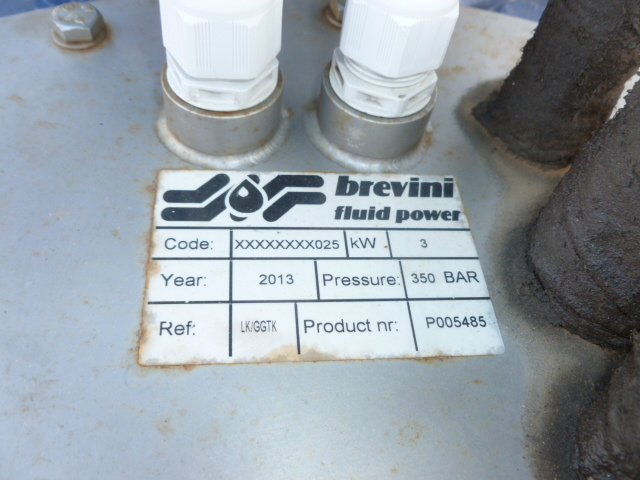 brevini
fluid power
Code: XXXXXXXX025 kW 3
Year: 2013 Pressure: 350 BAR
Ref: LK/GGTK Product nr: P005485